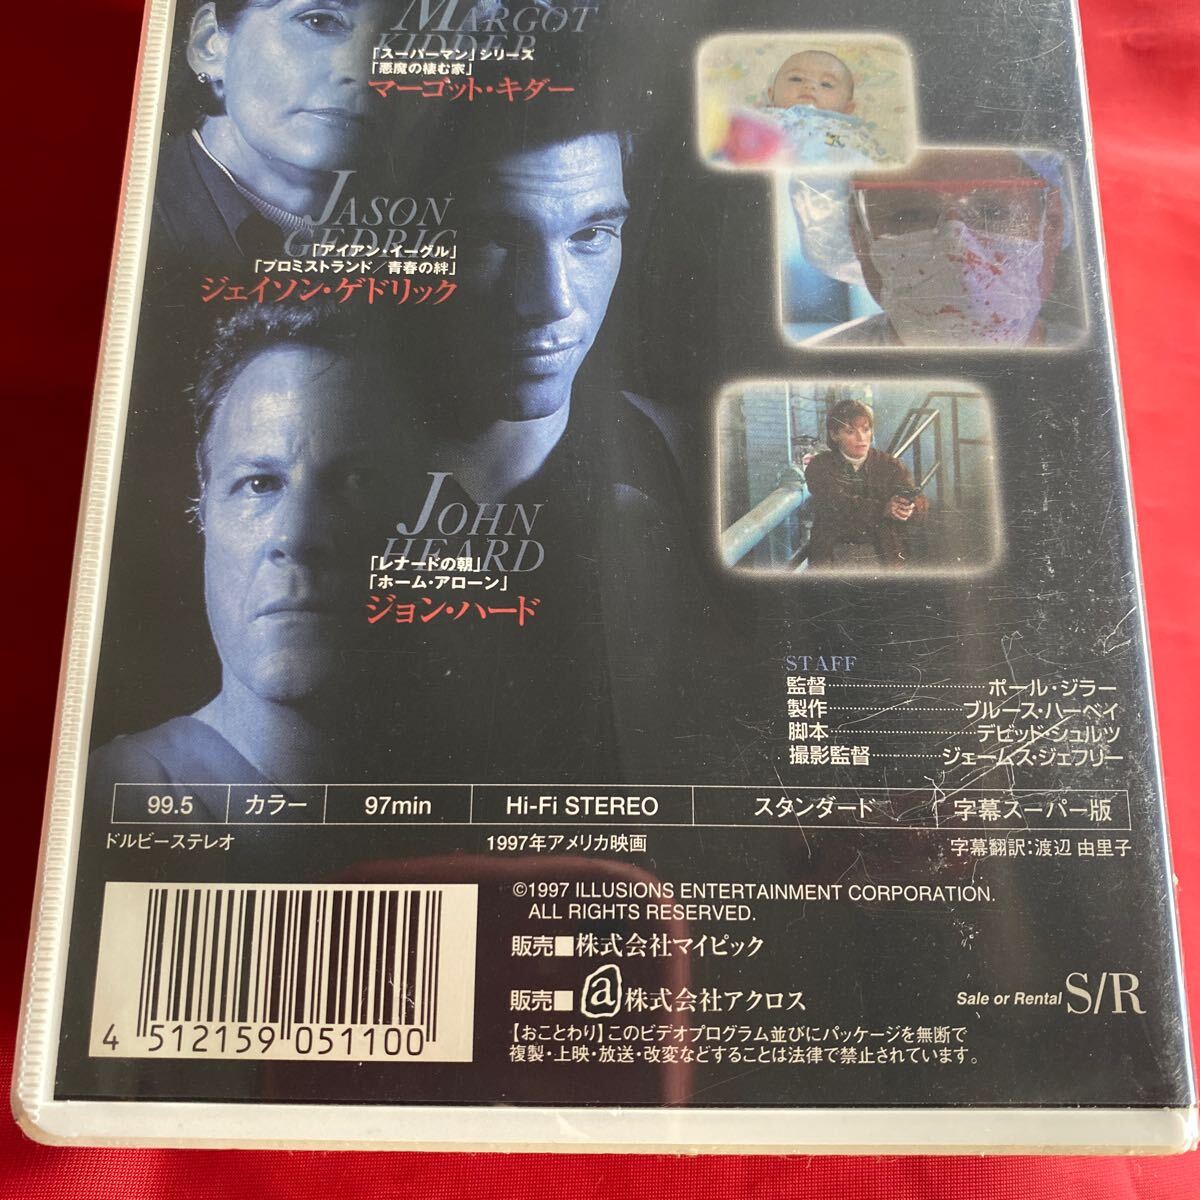 MARGOT
KIDDER
「スーパーマン」シリーズ
「悪魔の棲む家」
マーゴット・キダー
JASON
GEDRIC
「アイアン・イーグル」
「プロミストランド／青春の絆」
ジェイソン・ゲドリック
JOHN
HEARD
「レナードの朝」
「ホーム・アローン」
ジョン・ハード
STAFF
監督……………………ポール・ジラー
製作……………………ブルース・ハーベイ
脚本……………………デビッド・シュルツ
撮影監督…………ジェームス・ジェフリー
99.5 カラー 97min Hi-Fi STEREO スタンダード 字幕スーパー版
ドルビーステレオ 1997年アメリカ映画 字幕翻訳：渡辺 由里子
©1997 ILLUSIONS ENTERTAINMENT CORPORATION.
ALL RIGHTS RESERVED.
販売■株式会社マイピック
販売■ⓐ株式会社アクロス
Sale or Rental S/R
【おことわり】このビデオプログラム並びにパッケージを無断で
複製・上映・放送・改変などすることは法律で禁止されています。
4 512159 051100